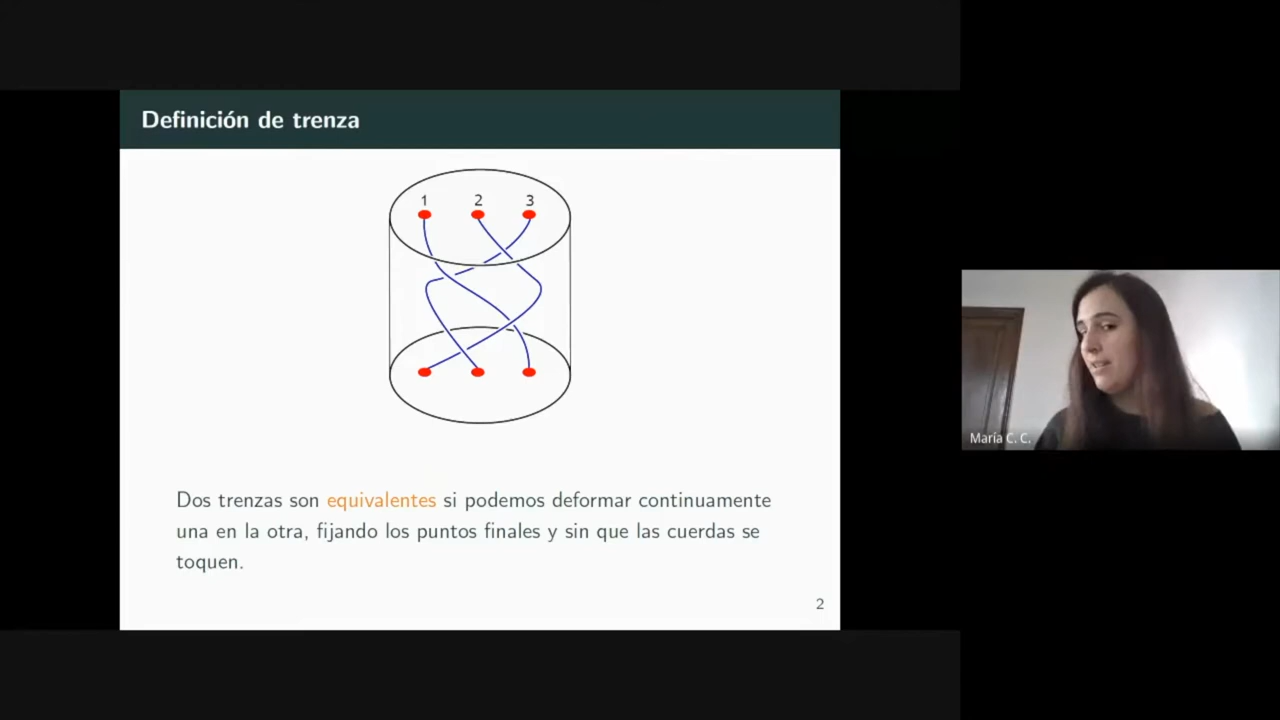 Definición de trenza
1 2 3
Dos trenzas son equivalentes si podemos deformar continuamente
una en la otra, fijando los puntos finales y sin que las cuerdas se
toquen.
2
María C. C.